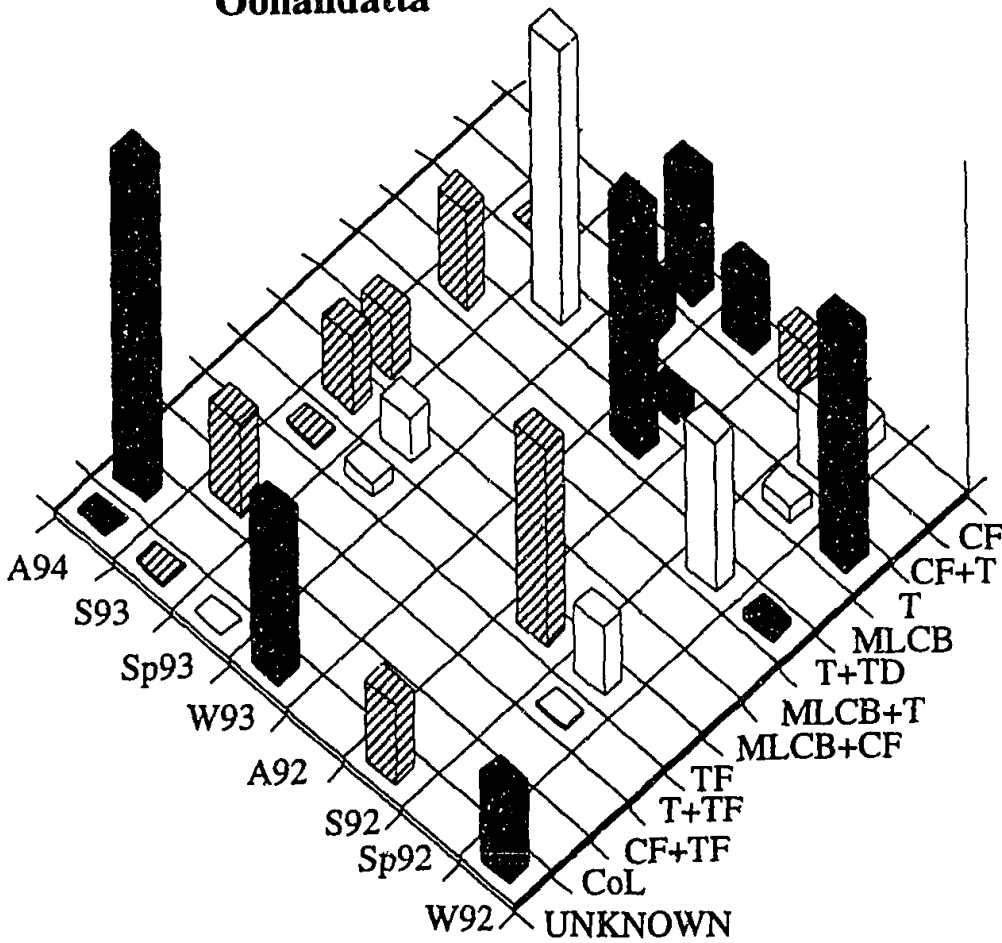 Oonandatta
A94
S93
Sp93
W93
A92
S92
Sp92
W92
CF
CF+T
T
MLCB
T+TD
MLCB+T
MLCB+CF
TF
T+TF
CF+TF
CoL
UNKNOWN